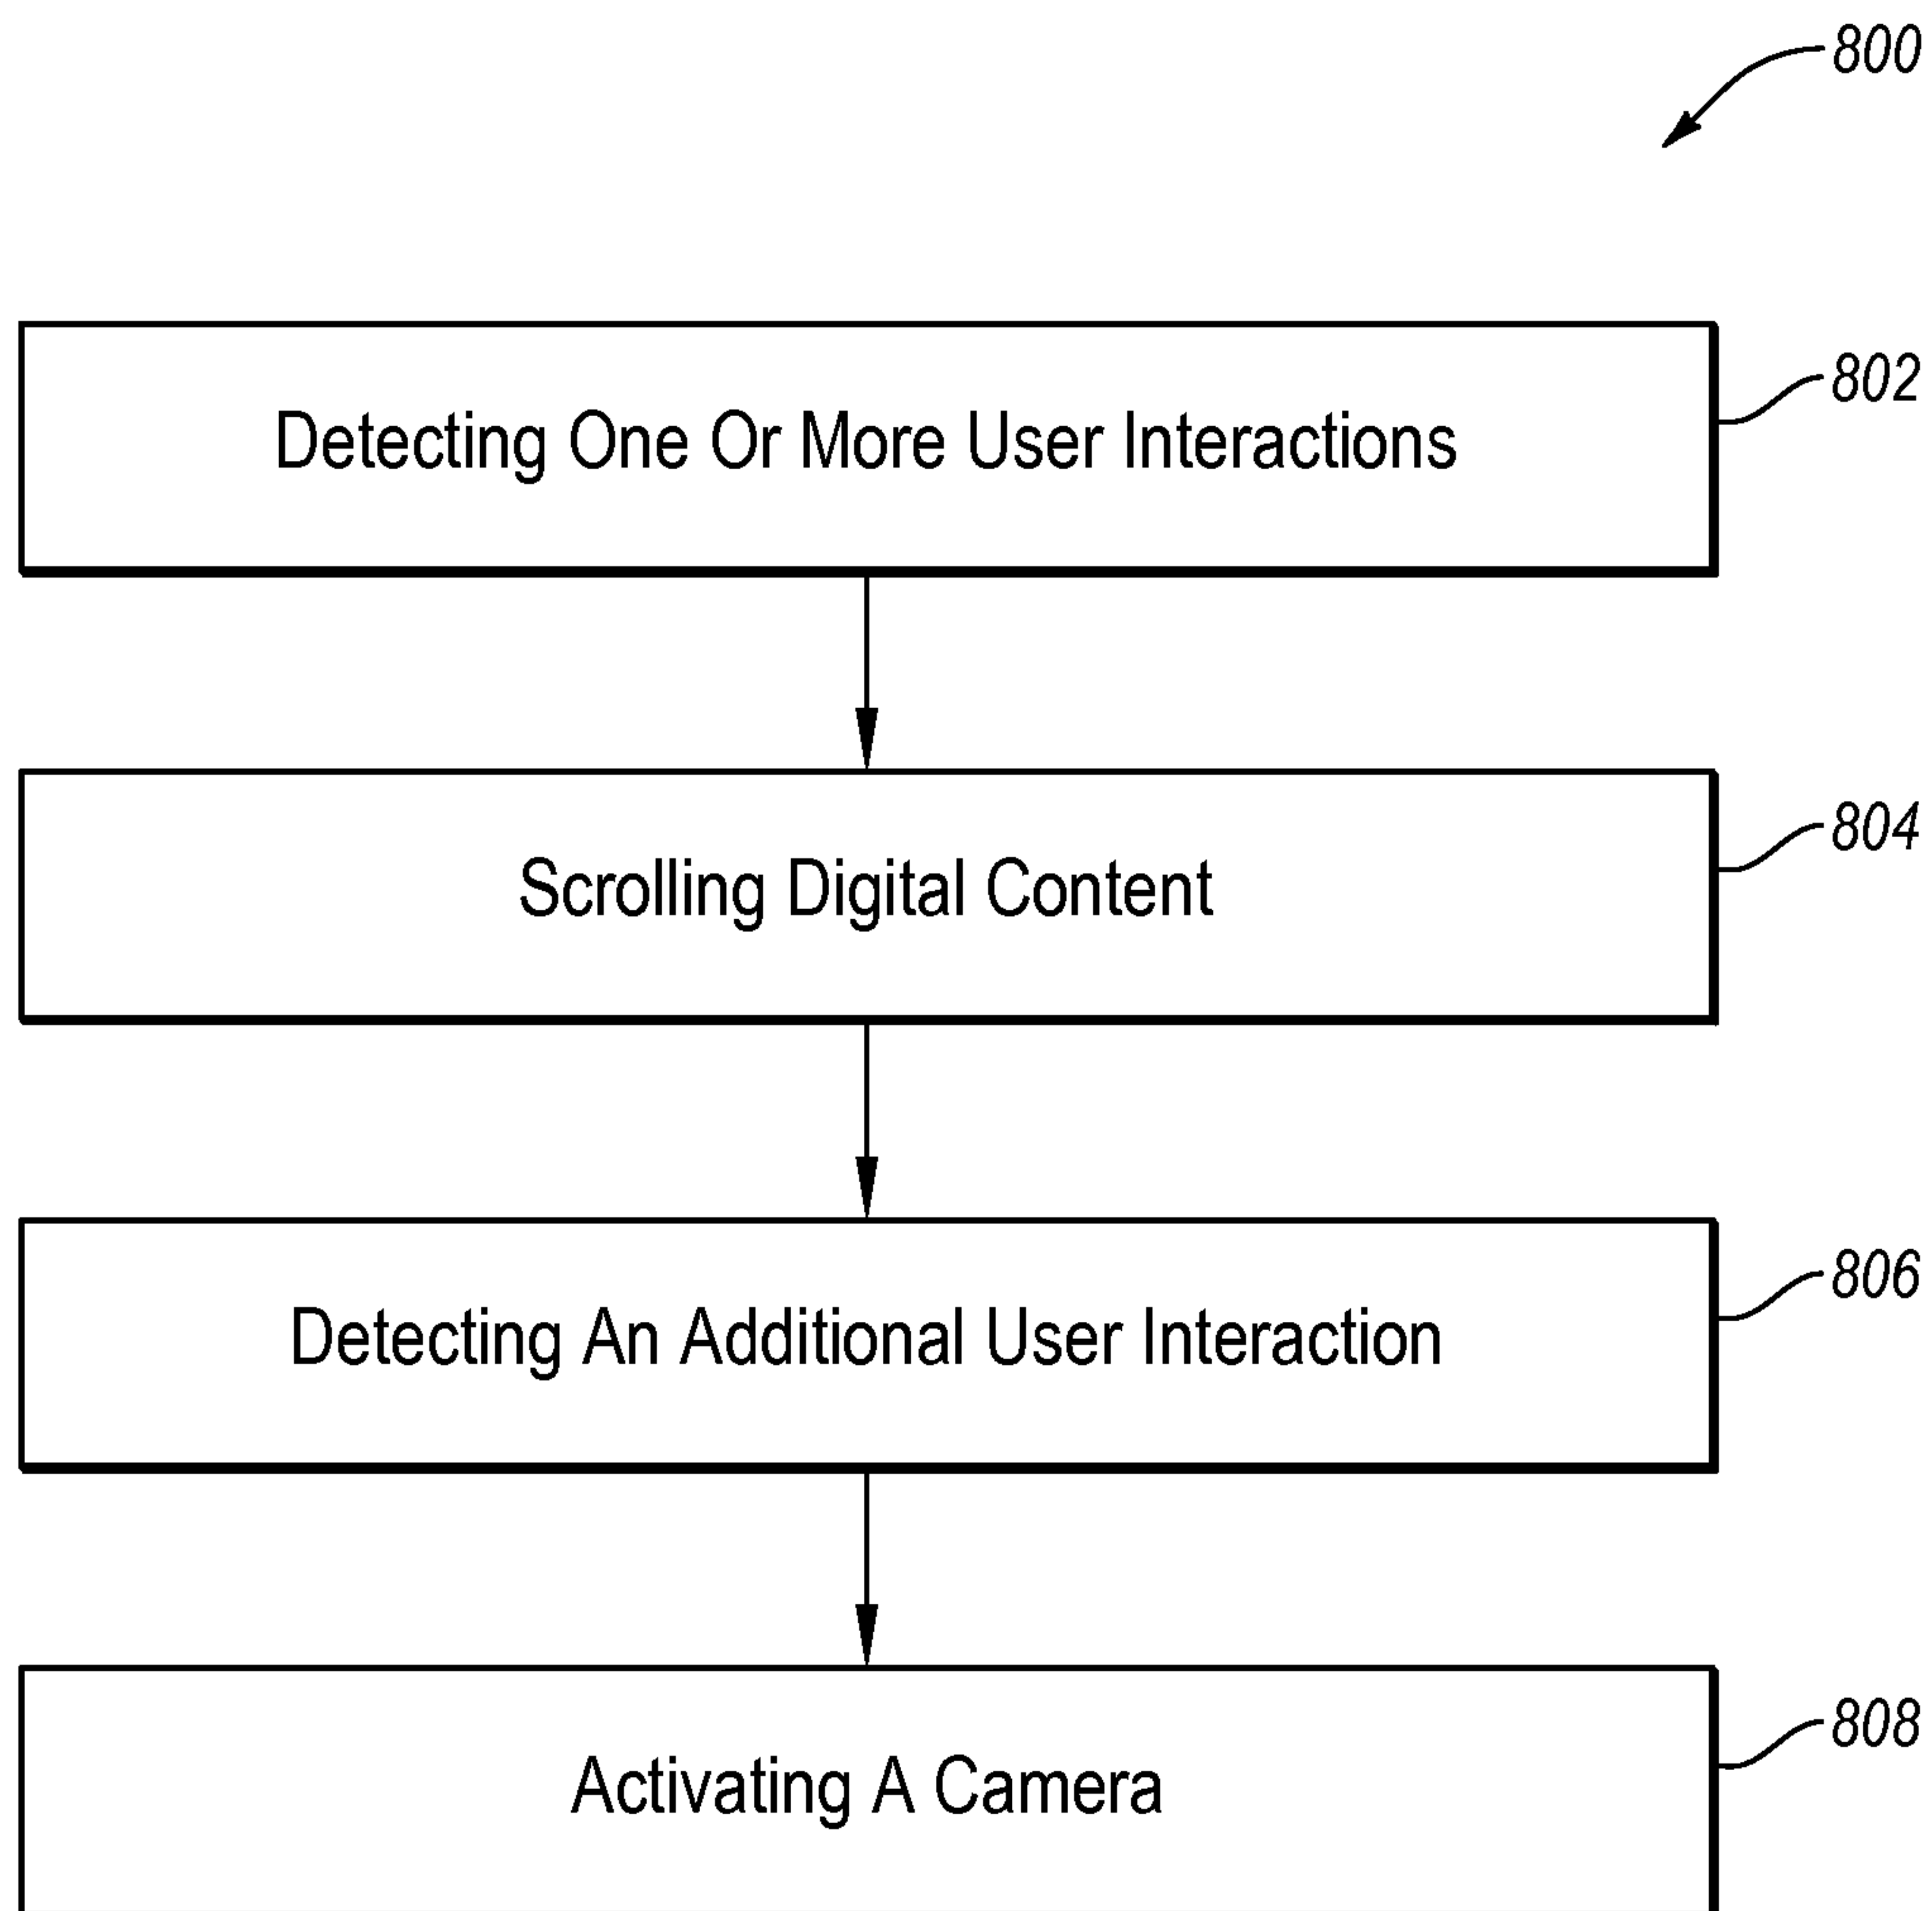 800
Detecting One Or More User Interactions
802
Scrolling Digital Content
804
Detecting An Additional User Interaction
806
Activating A Camera
808